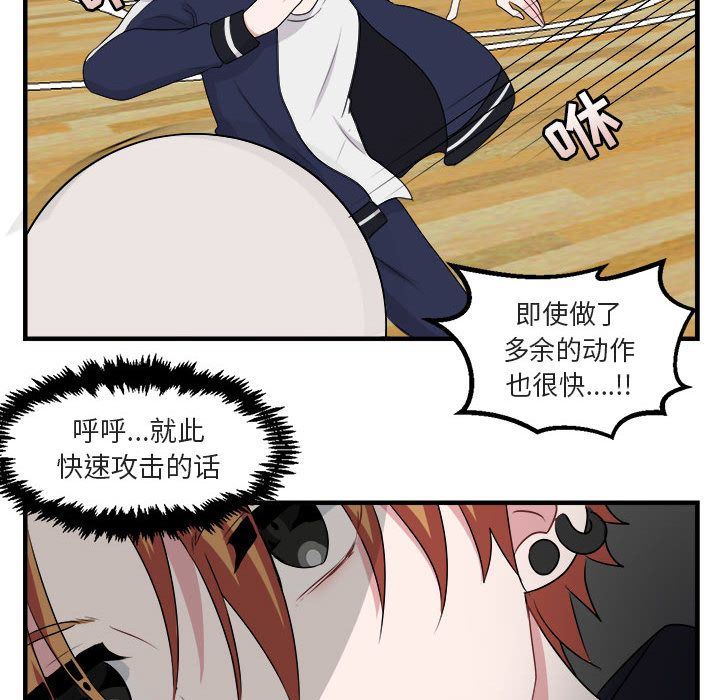 咻
即使做了
多余的动作
也很快....!!
呼呼...就此
快速攻击的话